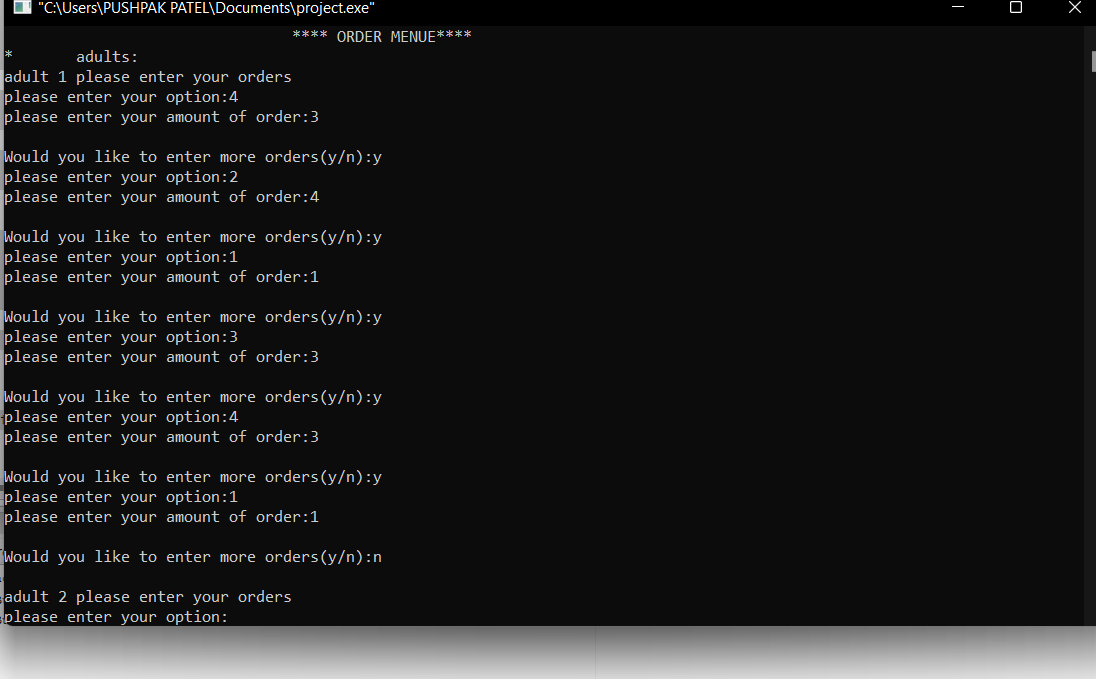 "C:\Users\PUSHPAK PATEL\Documents\project.exe"
**** ORDER MENUE****
* adults:
adult 1 please enter your orders
please enter your option:4
please enter your amount of order:3
Would you like to enter more orders(y/n):y
please enter your option:2
please enter your amount of order:4
Would you like to enter more orders(y/n):y
please enter your option:1
please enter your amount of order:1
Would you like to enter more orders(y/n):y
please enter your option:3
please enter your amount of order:3
Would you like to enter more orders(y/n):y
please enter your option:4
please enter your amount of order:3
Would you like to enter more orders(y/n):y
please enter your option:1
please enter your amount of order:1
Would you like to enter more orders(y/n):n
adult 2 please enter your orders
please enter your option: